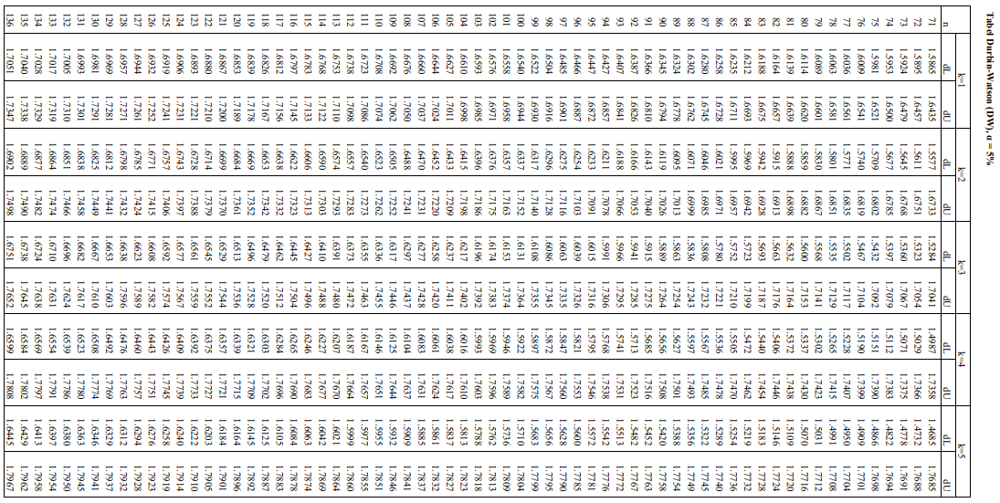 Tabel Durbin-Watson (DW), α = 5%
k=1 k=2 k=3 k=4 k=5
n dL dU dL dU dL dU dL dU dL dU
71 1.5865 1.6435 1.5577 1.6733 1.5284 1.7041 1.4987 1.7358 1.4685 1.7685
72 1.5895 1.6457 1.5611 1.6751 1.5323 1.7054 1.5029 1.7366 1.4732 1.7688
73 1.5924 1.6479 1.5645 1.6768 1.5360 1.7067 1.5071 1.7375 1.4778 1.7691
74 1.5953 1.6500 1.5677 1.6785 1.5397 1.7079 1.5112 1.7383 1.4822 1.7694
75 1.5981 1.6521 1.5709 1.6802 1.5432 1.7092 1.5151 1.7390 1.4866 1.7698
76 1.6009 1.6541 1.5740 1.6819 1.5467 1.7104 1.5190 1.7399 1.4909 1.7701
77 1.6036 1.6561 1.5771 1.6835 1.5502 1.7117 1.5228 1.7407 1.4950 1.7704
78 1.6063 1.6581 1.5801 1.6851 1.5535 1.7129 1.5265 1.7415 1.4991 1.7708
79 1.6089 1.6601 1.5830 1.6867 1.5568 1.7141 1.5302 1.7423 1.5031 1.7712
80 1.6114 1.6620 1.5859 1.6882 1.5600 1.7153 1.5337 1.7430 1.5070 1.7716
81 1.6139 1.6639 1.5888 1.6898 1.5632 1.7164 1.5372 1.7438 1.5109 1.7720
82 1.6164 1.6657 1.5915 1.6913 1.5663 1.7176 1.5406 1.7446 1.5146 1.7724
83 1.6188 1.6675 1.5942 1.6928 1.5693 1.7187 1.5440 1.7454 1.5183 1.7728
84 1.6212 1.6693 1.5969 1.6942 1.5723 1.7199 1.5472 1.7462 1.5219 1.7732
85 1.6235 1.6711 1.5995 1.6957 1.5752 1.7210 1.5505 1.7470 1.5254 1.7736
86 1.6258 1.6728 1.6021 1.6971 1.5780 1.7221 1.5536 1.7478 1.5289 1.7740
87 1.6280 1.6745 1.6046 1.6985 1.5808 1.7232 1.5567 1.7485 1.5322 1.7745
88 1.6302 1.6762 1.6071 1.6999 1.5836 1.7243 1.5597 1.7493 1.5356 1.7749
89 1.6324 1.6778 1.6095 1.7013 1.5863 1.7254 1.5627 1.7501 1.5388 1.7754
90 1.6345 1.6794 1.6119 1.7026 1.5889 1.7264 1.5656 1.7508 1.5420 1.7758
91 1.6366 1.6810 1.6143 1.7040 1.5915 1.7275 1.5685 1.7516 1.5452 1.7763
92 1.6387 1.6826 1.6166 1.7053 1.5941 1.7285 1.5713 1.7523 1.5482 1.7767
93 1.6407 1.6841 1.6188 1.7066 1.5966 1.7295 1.5741 1.7531 1.5513 1.7772
94 1.6427 1.6857 1.6211 1.7078 1.5991 1.7306 1.5768 1.7538 1.5542 1.7776
95 1.6447 1.6872 1.6233 1.7091 1.6015 1.7316 1.5795 1.7546 1.5572 1.7781
96 1.6466 1.6887 1.6254 1.7103 1.6039 1.7326 1.5821 1.7553 1.5600 1.7785
97 1.6485 1.6901 1.6275 1.7116 1.6063 1.7335 1.5847 1.7560 1.5628 1.7790
98 1.6504 1.6916 1.6296 1.7128 1.6086 1.7345 1.5872 1.7567 1.5656 1.7795
99 1.6522 1.6930 1.6317 1.7140 1.6108 1.7355 1.5897 1.7575 1.5683 1.7799
100 1.6540 1.6944 1.6337 1.7152 1.6131 1.7364 1.5922 1.7582 1.5710 1.7804
101 1.6558 1.6958 1.6357 1.7163 1.6153 1.7374 1.5946 1.7589 1.5736 1.7809
102 1.6576 1.6971 1.6376 1.7175 1.6174 1.7383 1.5969 1.7596 1.5762 1.7813
103 1.6593 1.6985 1.6396 1.7186 1.6196 1.7392 1.5993 1.7603 1.5788 1.7818
104 1.6610 1.6998 1.6415 1.7198 1.6217 1.7402 1.6016 1.7610 1.5813 1.7823
105 1.6627 1.7011 1.6433 1.7209 1.6237 1.7411 1.6038 1.7617 1.5837 1.7827
106 1.6644 1.7024 1.6452 1.7220 1.6258 1.7420 1.6061 1.7624 1.5861 1.7832
107 1.6660 1.7037 1.6470 1.7231 1.6277 1.7428 1.6083 1.7631 1.5885 1.7837
108 1.6676 1.7050 1.6488 1.7241 1.6297 1.7437 1.6104 1.7637 1.5909 1.7841
109 1.6692 1.7062 1.6505 1.7252 1.6317 1.7446 1.6125 1.7644 1.5932 1.7846
110 1.6708 1.7074 1.6523 1.7262 1.6336 1.7455 1.6146 1.7651 1.5955 1.7851
111 1.6723 1.7086 1.6540 1.7273 1.6355 1.7463 1.6167 1.7657 1.5977 1.7855
112 1.6738 1.7098 1.6557 1.7283 1.6373 1.7472 1.6187 1.7664 1.5999 1.7860
113 1.6753 1.7110 1.6574 1.7293 1.6391 1.7480 1.6207 1.7670 1.6021 1.7864
114 1.6768 1.7122 1.6590 1.7303 1.6410 1.7488 1.6227 1.7677 1.6042 1.7869
115 1.6783 1.7133 1.6606 1.7313 1.6427 1.7496 1.6246 1.7683 1.6063 1.7874
116 1.6797 1.7145 1.6622 1.7323 1.6445 1.7504 1.6265 1.7690 1.6084 1.7878
117 1.6812 1.7156 1.6638 1.7332 1.6462 1.7512 1.6284 1.7696 1.6105 1.7883
118 1.6826 1.7167 1.6653 1.7342 1.6479 1.7520 1.6303 1.7702 1.6125 1.7887
119 1.6839 1.7178 1.6669 1.7352 1.6496 1.7528 1.6321 1.7709 1.6145 1.7892
120 1.6853 1.7189 1.6684 1.7361 1.6513 1.7536 1.6339 1.7715 1.6164 1.7896
121 1.6867 1.7200 1.6699 1.7370 1.6529 1.7544 1.6357 1.7721 1.6184 1.7901
122 1.6880 1.7210 1.6714 1.7379 1.6545 1.7552 1.6375 1.7727 1.6203 1.7905
123 1.6893 1.7221 1.6728 1.7388 1.6561 1.7559 1.6392 1.7733 1.6222 1.7910
124 1.6906 1.7231 1.6743 1.7397 1.6577 1.7567 1.6409 1.7739 1.6240 1.7914
125 1.6919 1.7241 1.6757 1.7406 1.6592 1.7574 1.6426 1.7745 1.6258 1.7919
126 1.6932 1.7252 1.6771 1.7415 1.6608 1.7582 1.6443 1.7751 1.6276 1.7923
127 1.6944 1.7261 1.6785 1.7424 1.6623 1.7589 1.6460 1.7757 1.6294 1.7928
128 1.6957 1.7271 1.6798 1.7432 1.6638 1.7596 1.6476 1.7763 1.6312 1.7932
129 1.6969 1.7281 1.6812 1.7441 1.6653 1.7603 1.6492 1.7769 1.6329 1.7937
130 1.6981 1.7291 1.6825 1.7449 1.6667 1.7610 1.6508 1.7774 1.6346 1.7941
131 1.6993 1.7301 1.6838 1.7458 1.6682 1.7617 1.6523 1.7780 1.6363 1.7945
132 1.7005 1.7310 1.6851 1.7466 1.6696 1.7624 1.6539 1.7786 1.6380 1.7950
133 1.7017 1.7319 1.6864 1.7474 1.6710 1.7631 1.6554 1.7791 1.6397 1.7954
134 1.7028 1.7329 1.6877 1.7482 1.6724 1.7638 1.6569 1.7797 1.6413 1.7958
135 1.7040 1.7338 1.6889 1.7490 1.6738 1.7645 1.6584 1.7802 1.6429 1.7962
136 1.7051 1.7347 1.6902 1.7498 1.6751 1.7652 1.6599 1.7808 1.6445 1.7967